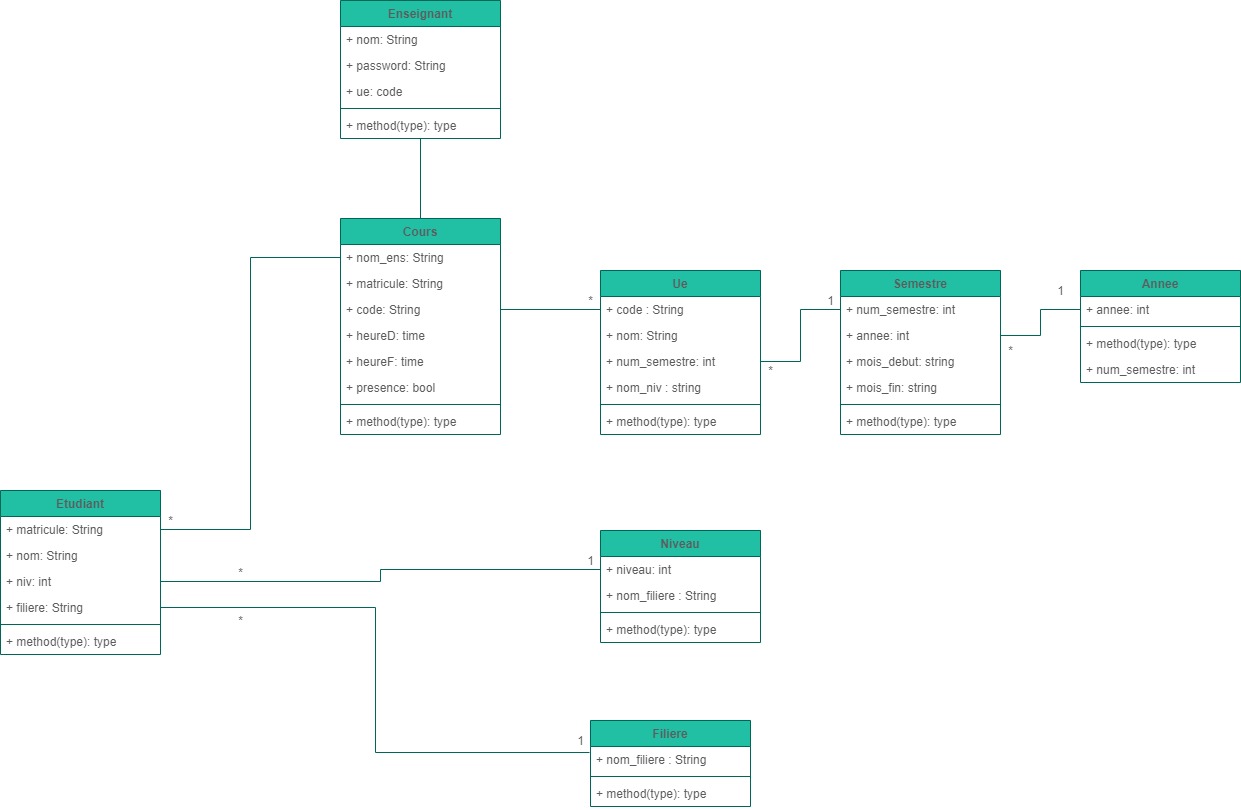 Enseignant
+ nom: String
+ password: String
+ ue: code
+ method(type): type
Cours
+ nom_ens: String
+ matricule: String
+ code: String
+ heureD: time
+ heureF: time
+ presence: bool
+ method(type): type
*
Ue
+ code : String
+ nom: String
+ num_semestre: int
+ nom_niv : string
+ method(type): type
*
1
Semestre
+ num_semestre: int
+ annee: int
+ mois_debut: string
+ mois_fin: string
+ method(type): type
*
1
Annee
+ annee: int
+ method(type): type
+ num_semestre: int
Etudiant
+ matricule: String
+ nom: String
+ niv: int
+ filiere: String
+ method(type): type
*
*
*
1
Niveau
+ niveau: int
+ nom_filiere : String
+ method(type): type
1
Filiere
+ nom_filiere : String
+ method(type): type